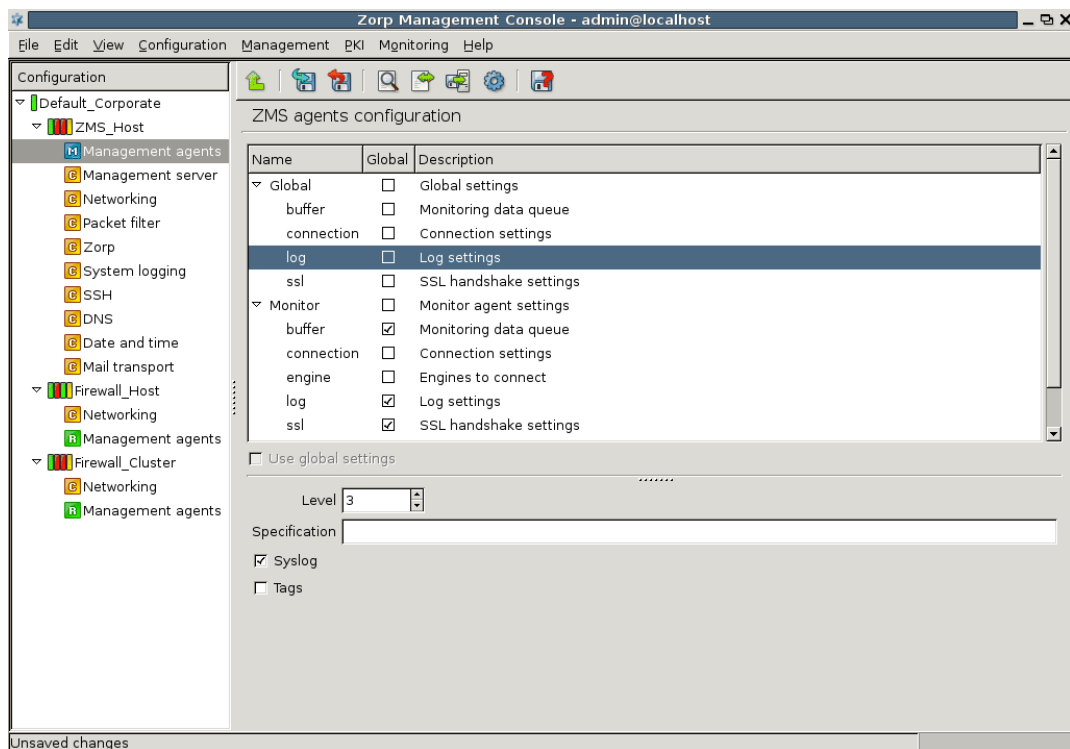 Zorp Management Console - admin@localhost
File Edit View Configuration Management PKI Monitoring Help
Configuration
Default_Corporate
ZMS_Host
M Management agents
C Management server
C Networking
C Packet filter
C Zorp
C System logging
C SSH
C DNS
C Date and time
C Mail transport
Firewall_Host
C Networking
R Management agents
Firewall_Cluster
C Networking
R Management agents
ZMS agents configuration
Name Global Description
Global Global settings
buffer Monitoring data queue
connection Connection settings
log Log settings
ssl SSL handshake settings
Monitor Monitor agent settings
buffer Monitoring data queue
connection Connection settings
engine Engines to connect
log Log settings
ssl SSL handshake settings
Use global settings
Level 3
Specification
Syslog
Tags
Unsaved changes